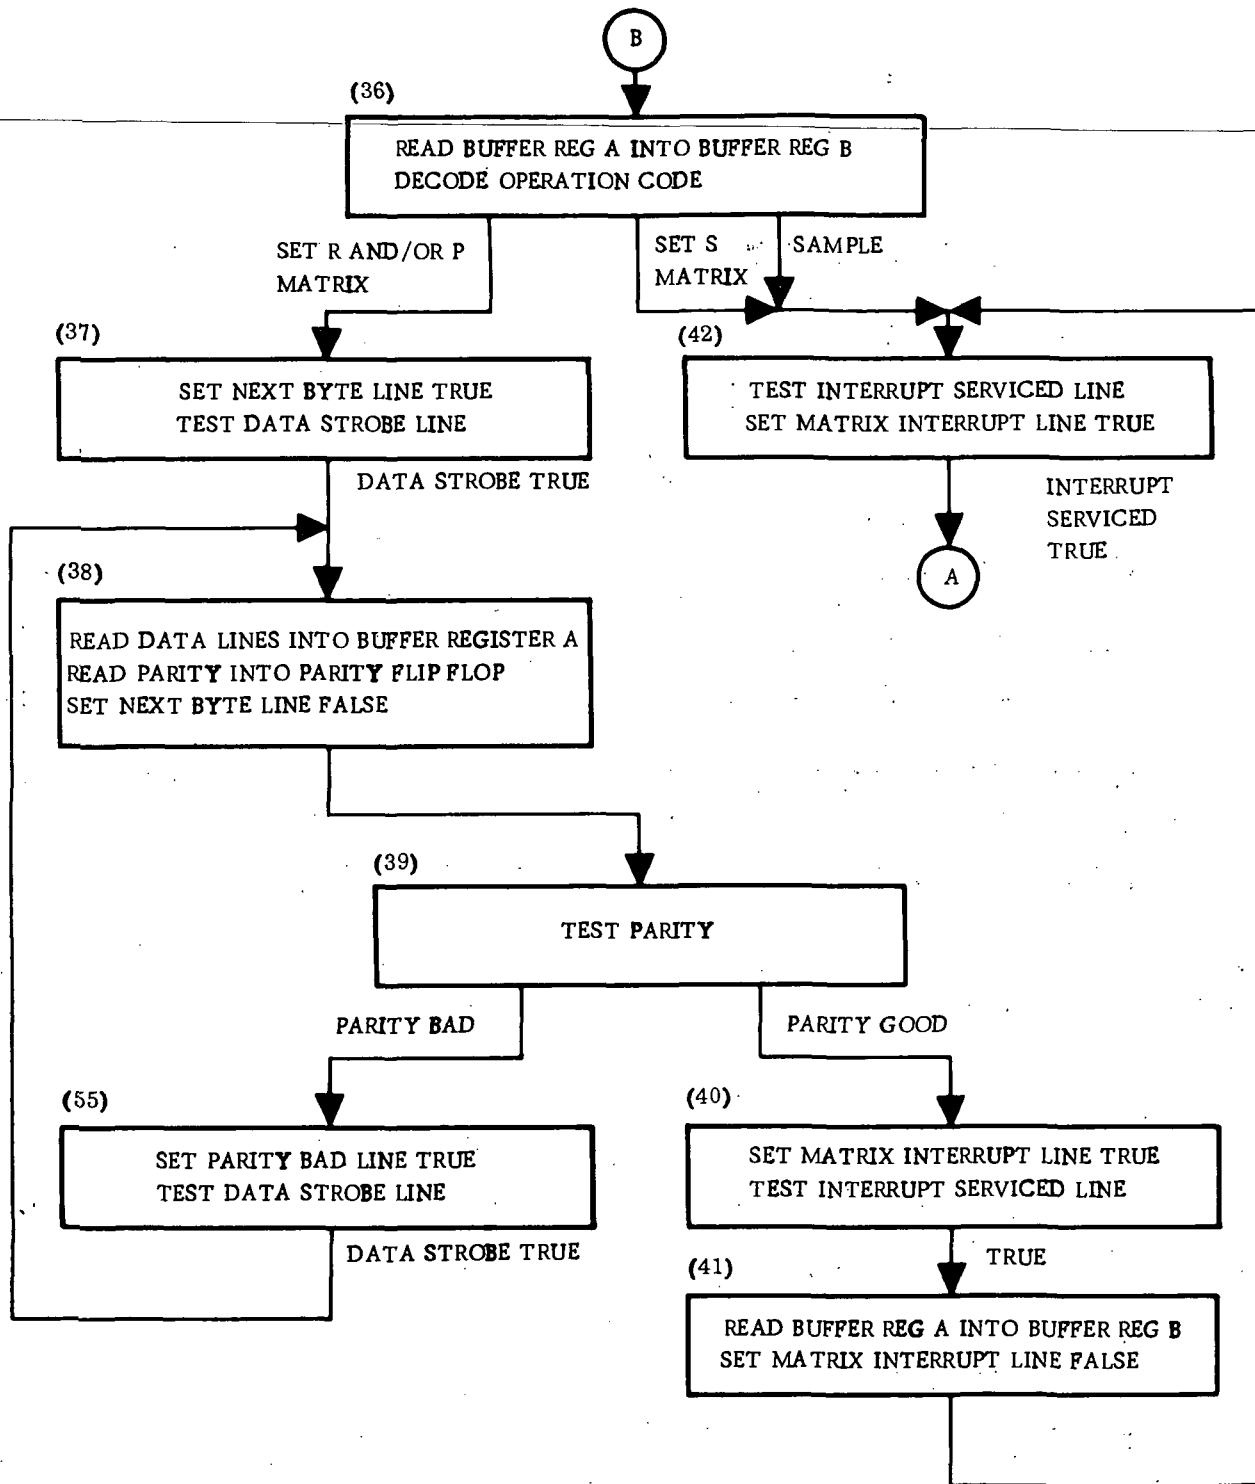 B
(36)
READ BUFFER REG A INTO BUFFER REG B
DECODE OPERATION CODE
SET R AND/OR P
MATRIX
SET S
MATRIX
SAMPLE
(37)
SET NEXT BYTE LINE TRUE
TEST DATA STROBE LINE
(42)
TEST INTERRUPT SERVICED LINE
SET MATRIX INTERRUPT LINE TRUE
DATA STROBE TRUE
INTERRUPT
SERVICED
TRUE
A
(38)
READ DATA LINES INTO BUFFER REGISTER A
READ PARITY INTO PARITY FLIP FLOP
SET NEXT BYTE LINE FALSE
(39)
TEST PARITY
PARITY BAD
PARITY GOOD
(55)
SET PARITY BAD LINE TRUE
TEST DATA STROBE LINE
(40)
SET MATRIX INTERRUPT LINE TRUE
TEST INTERRUPT SERVICED LINE
DATA STROBE TRUE
TRUE
(41)
READ BUFFER REG A INTO BUFFER REG B
SET MATRIX INTERRUPT LINE FALSE